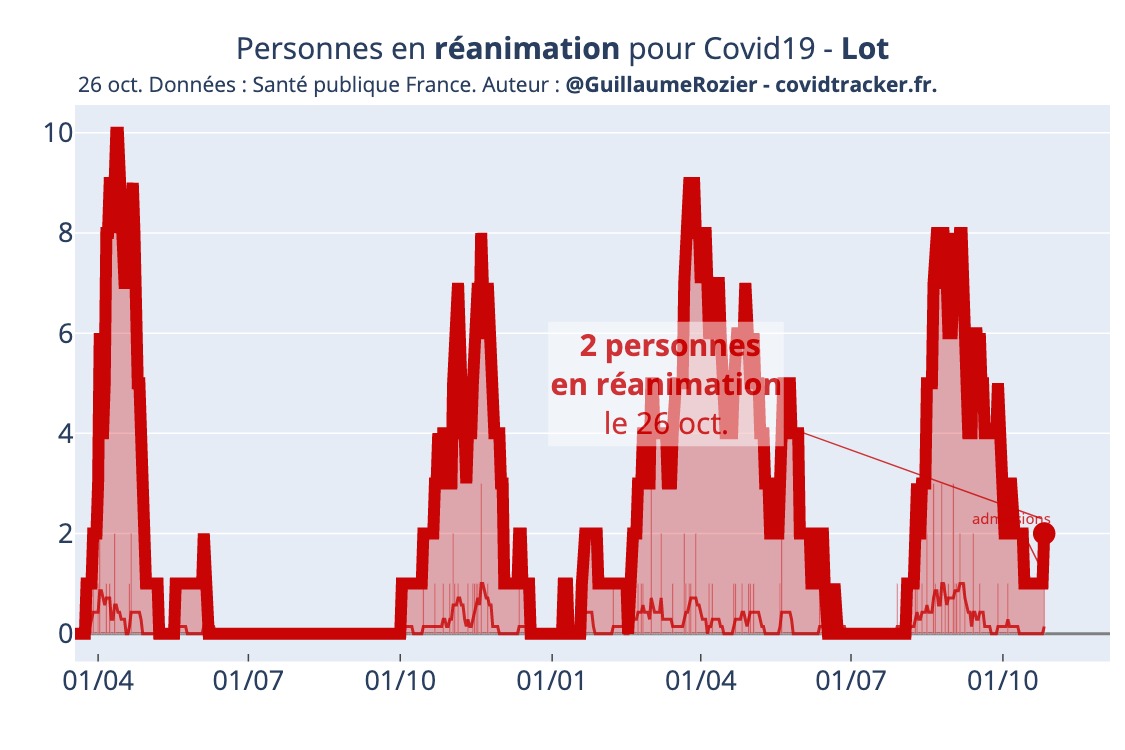 Personnes en réanimation pour Covid19 - Lot
26 oct. Données : Santé publique France. Auteur : @GuillaumeRozier - covidtracker.fr.
10
8
6
4
2
0
2 personnes
en réanimation
le 26 oct.
admissions
01/04
01/07
01/10
01/01
01/04
01/07
01/10